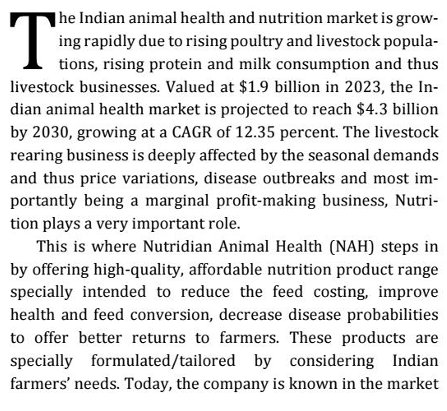 The Indian animal health and nutrition market is grow-
ing rapidly due to rising poultry and livestock popula-
tions, rising protein and milk consumption and thus
livestock businesses. Valued at $1.9 billion in 2023, the In-
dian animal health market is projected to reach $4.3 billion
by 2030, growing at a CAGR of 12.35 percent. The livestock
rearing business is deeply affected by the seasonal demands
and thus price variations, disease outbreaks and most im-
portantly being a marginal profit-making business, Nutri-
tion plays a very important role.
This is where Nutridian Animal Health (NAH) steps in
by offering high-quality, affordable nutrition product range
specially intended to reduce the feed costing, improve
health and feed conversion, decrease disease probabilities
to offer better returns to farmers. These products are
specially formulated/tailored by considering Indian
farmers' needs. Today, the company is known in the market